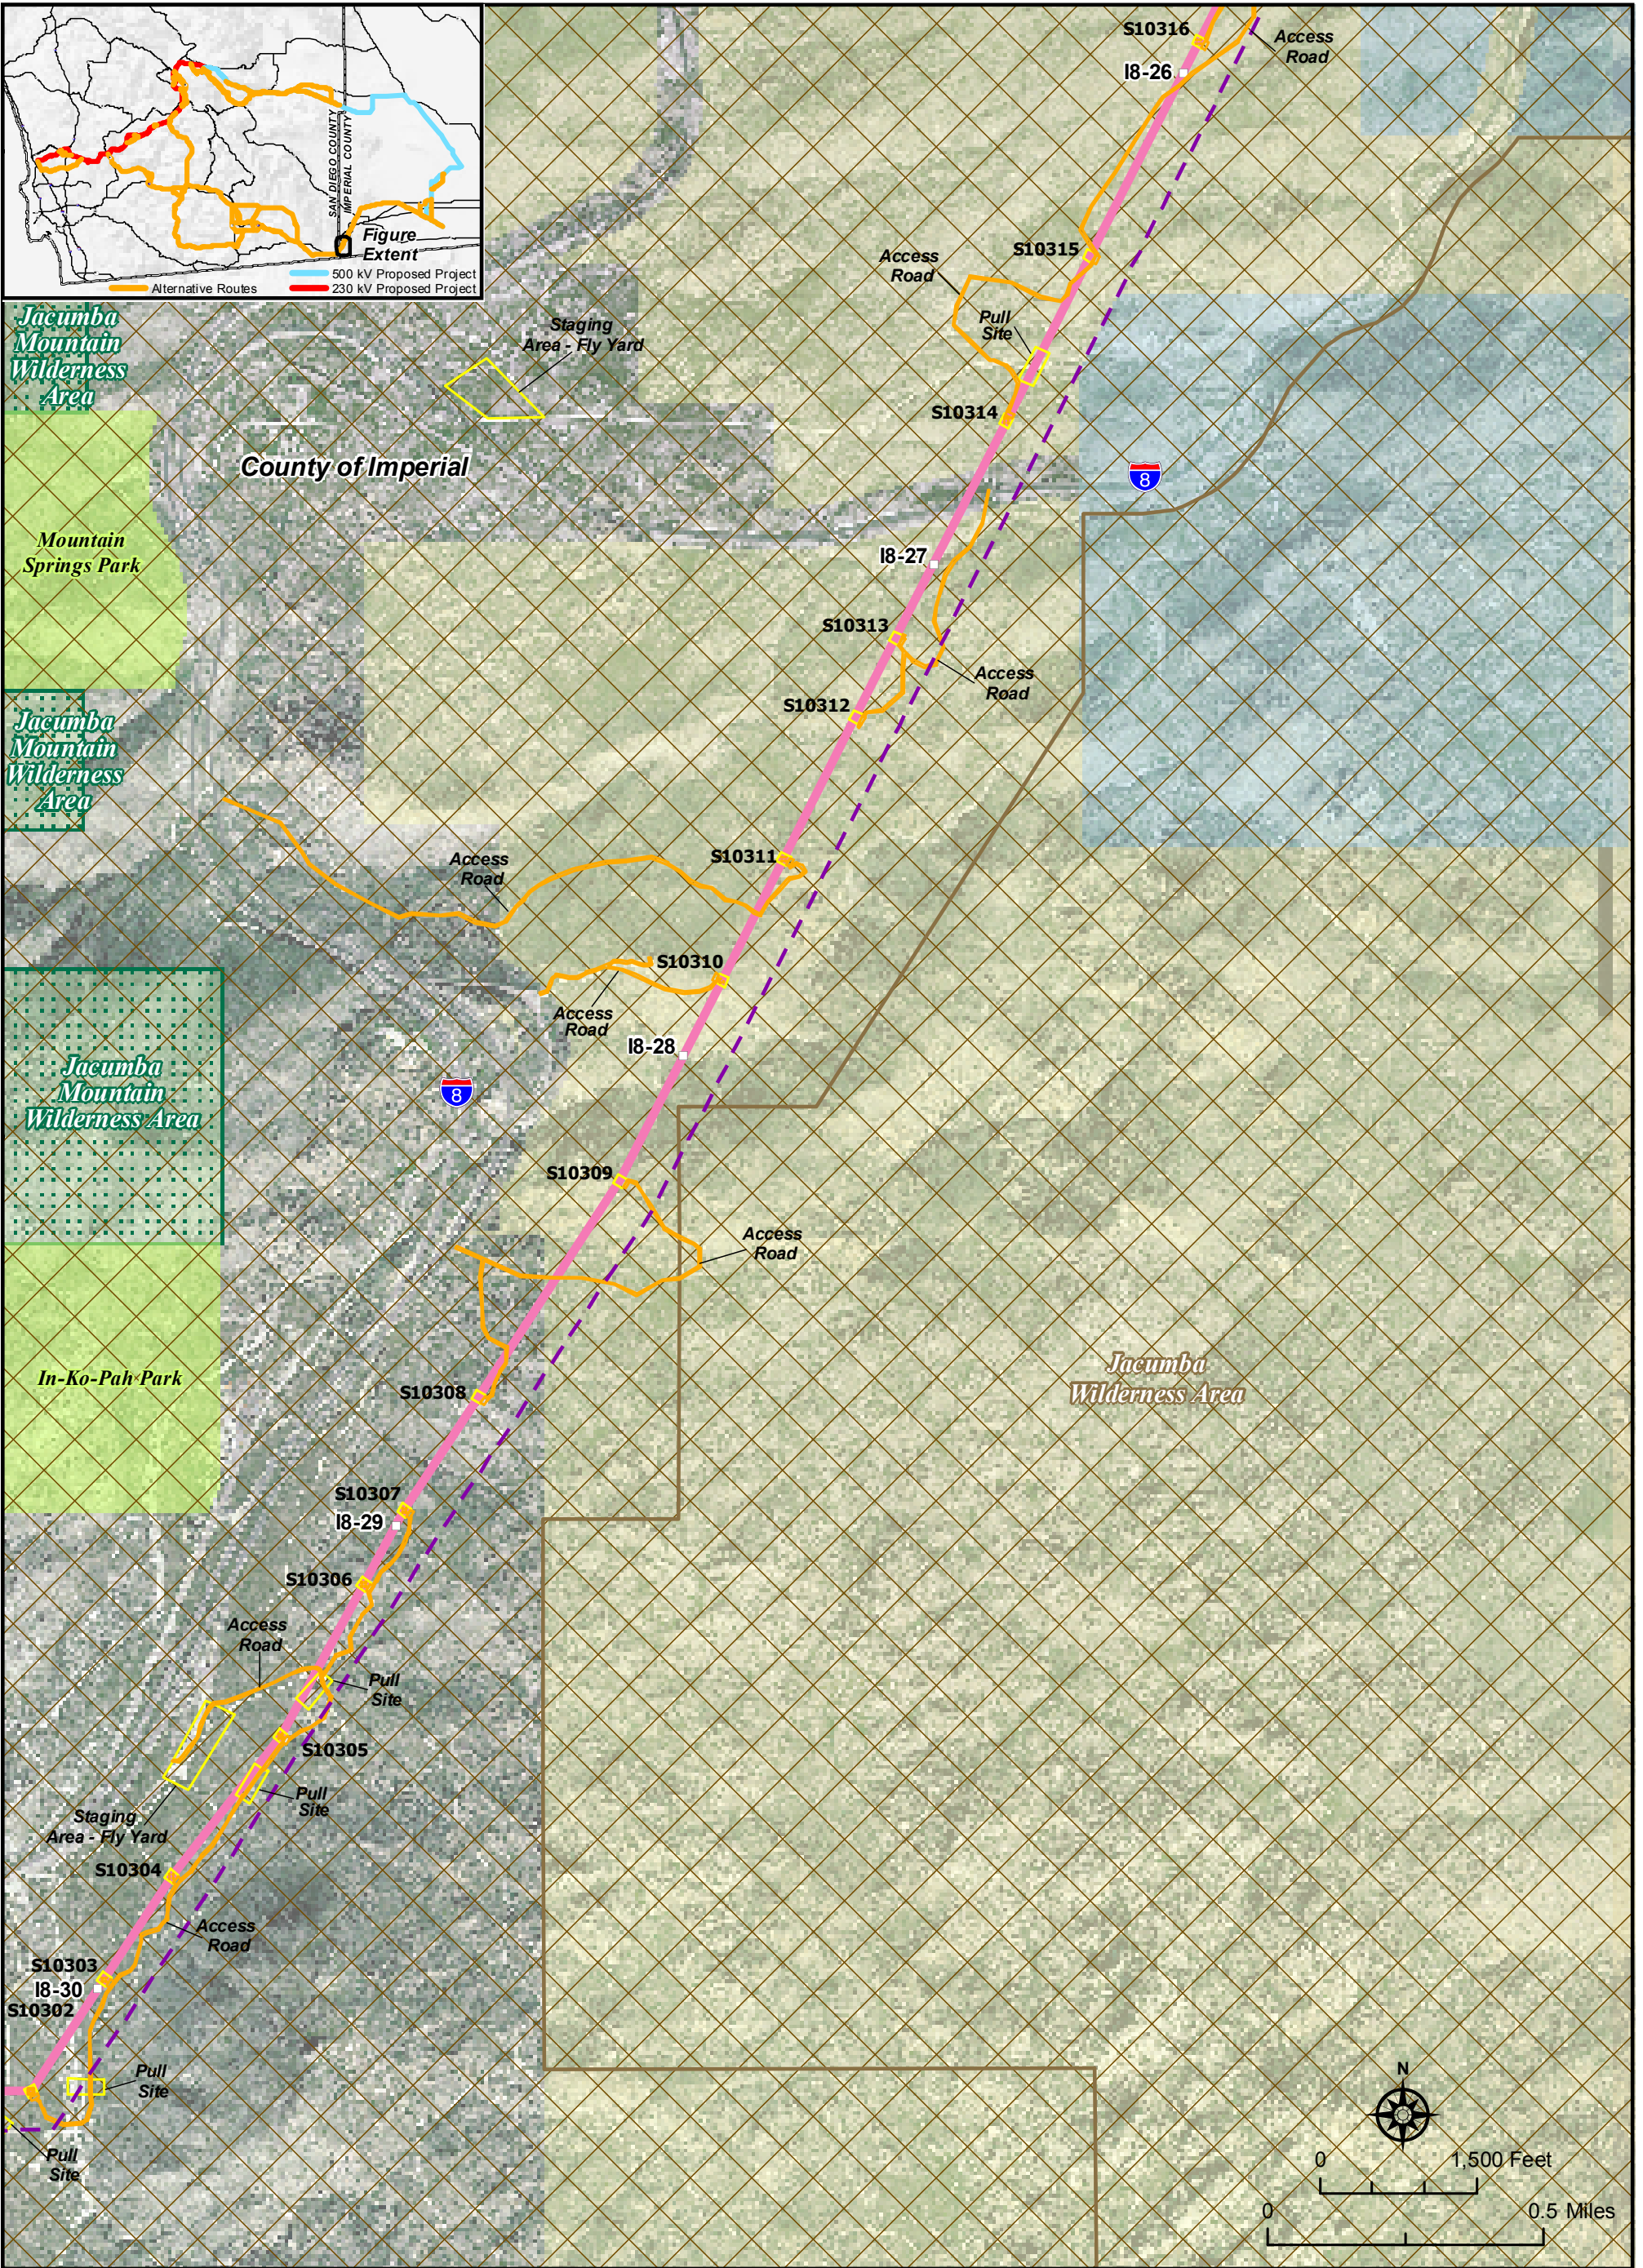 SAN DIEGO COUNTY
IMPERIAL COUNTY
Figure
Extent
500 kV Proposed Project
Alternative Routes
230 kV Proposed Project
S10316
Access
Road
I8-26
S10315
Access
Road
Pull
Site
Jacumba
Mountain
Wilderness
Area
Staging
Area - Fly Yard
S10314
County of Imperial
8
Mountain
Springs Park
I8-27
S10313
Access
Road
S10312
Jacumba
Mountain
Wilderness
Area
Access
Road
S10311
S10310
Access
Road
I8-28
Jacumba
Mountain
Wilderness Area
8
S10309
Access
Road
In-Ko-Pah Park
Jacumba
Wilderness Area
S10308
S10307
I8-29
S10306
Access
Road
Pull
Site
S10305
Pull
Site
Staging
Area - Fly Yard
S10304
Access
Road
S10303
I8-30
S10302
Pull
Site
Pull
Site
N
0 1,500 Feet
0 0.5 Miles